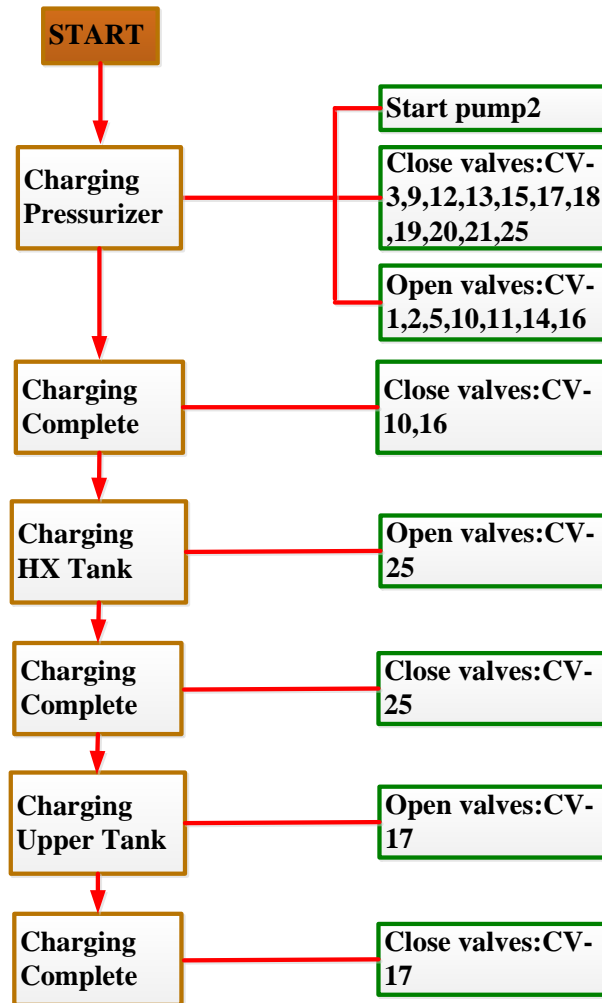 START
Start pump2
Charging
Pressurizer
Close valves:CV-
3,9,12,13,15,17,18
,19,20,21,25
Open valves:CV-
1,2,5,10,11,14,16
Charging
Complete
Close valves:CV-
10,16
Charging
HX Tank
Open valves:CV-
25
Charging
Complete
Close valves:CV-
25
Charging
Upper Tank
Open valves:CV-
17
Charging
Complete
Close valves:CV-
17